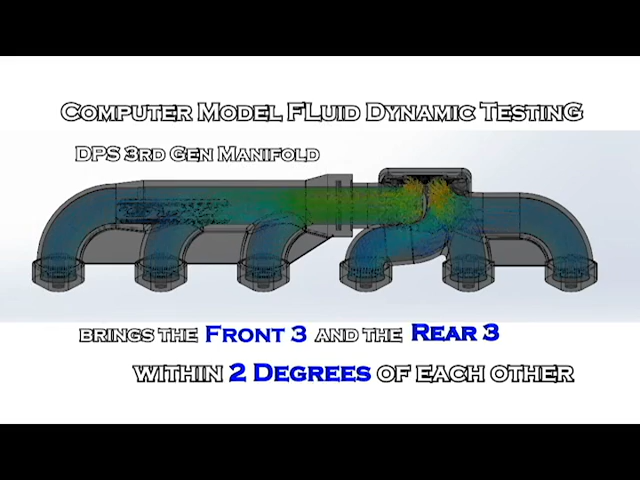 Computer Model Fluid Dynamic Testing
DPS 3rd Gen Manifold
brings the Front 3 and the Rear 3
within 2 Degrees of each other